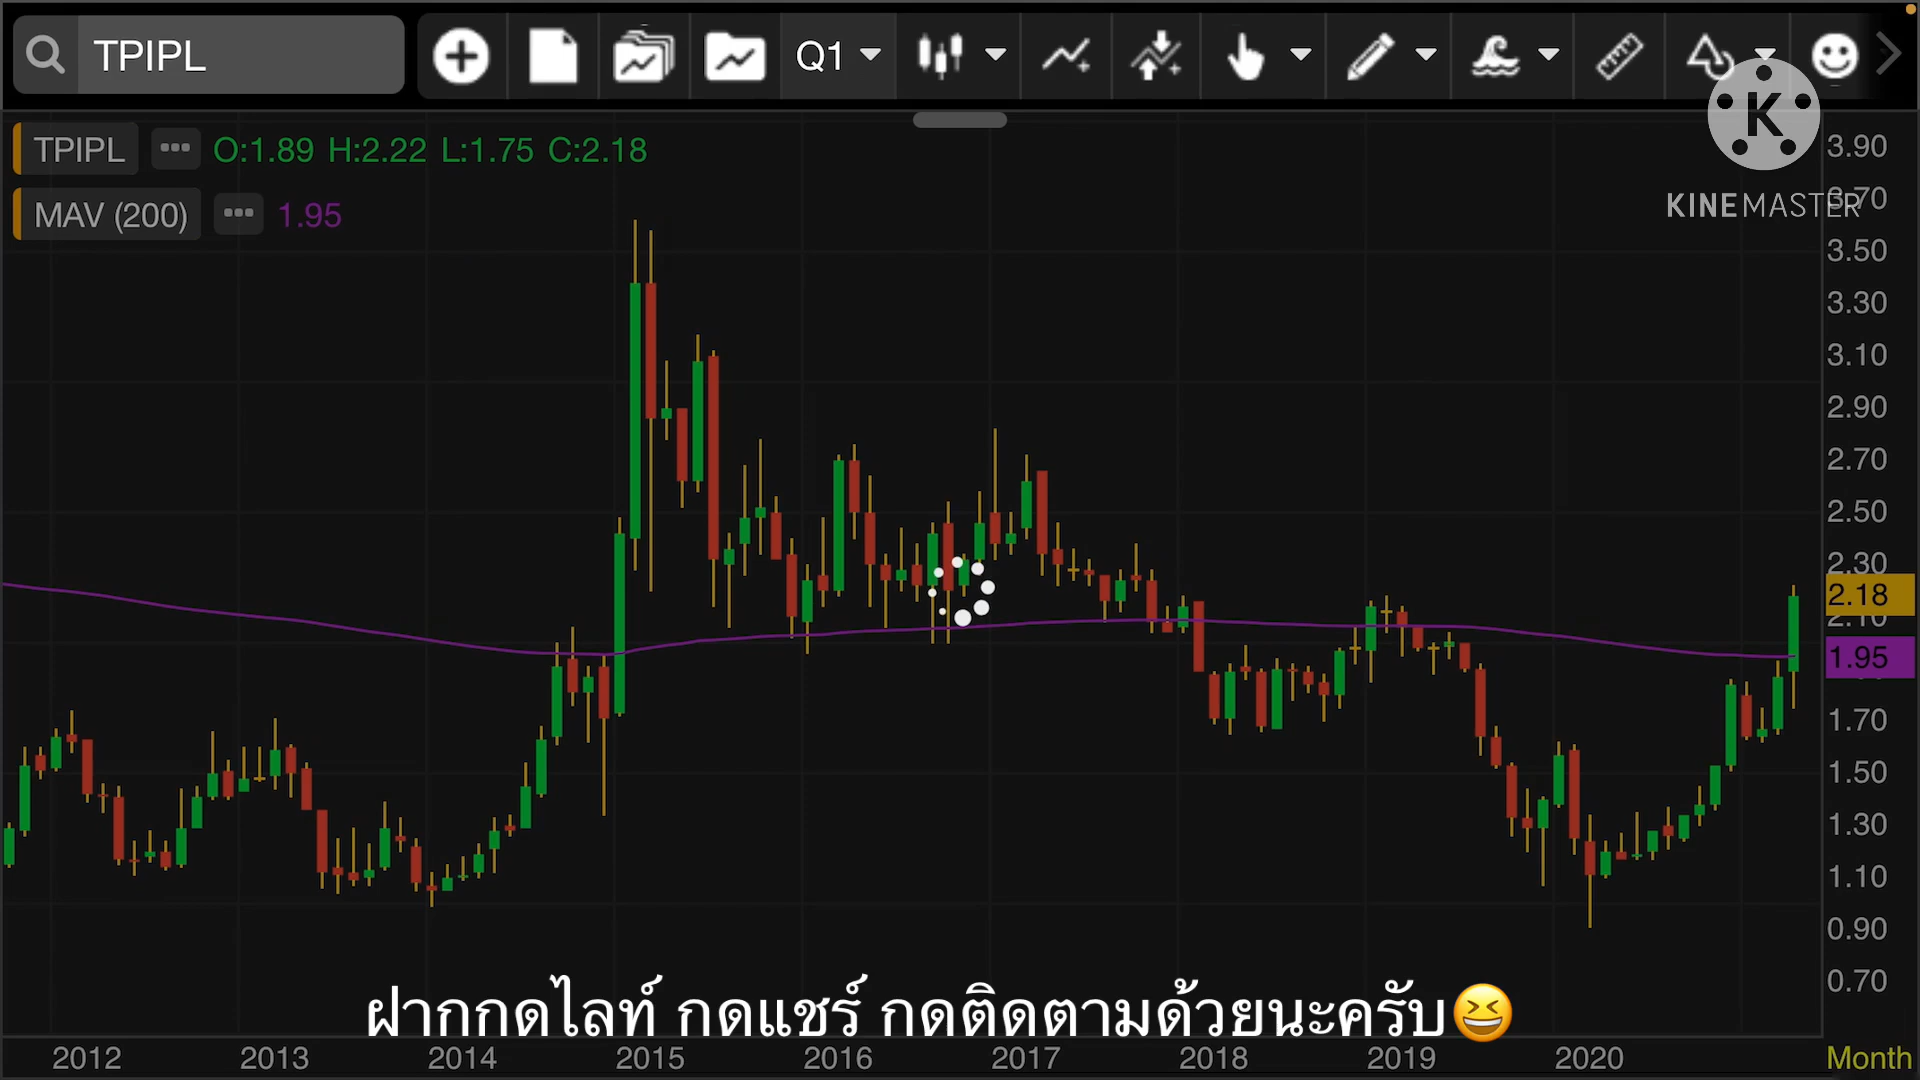 TPIPL Q1
TPIPL ••• O:1.89 H:2.22 L:1.75 C:2.18
MAV (200) ••• 1.95
K
KINEMASTER
3.90
3.70
3.50
3.30
3.10
2.90
2.70
2.50
2.30
2.18
2.10
1.95
1.70
1.50
1.30
1.10
0.90
0.70
ฝากกดไลท์ กดแชร์ กดติดตามด้วยนะครับ😆
2012 2013 2014 2015 2016 2017 2018 2019 2020 Month